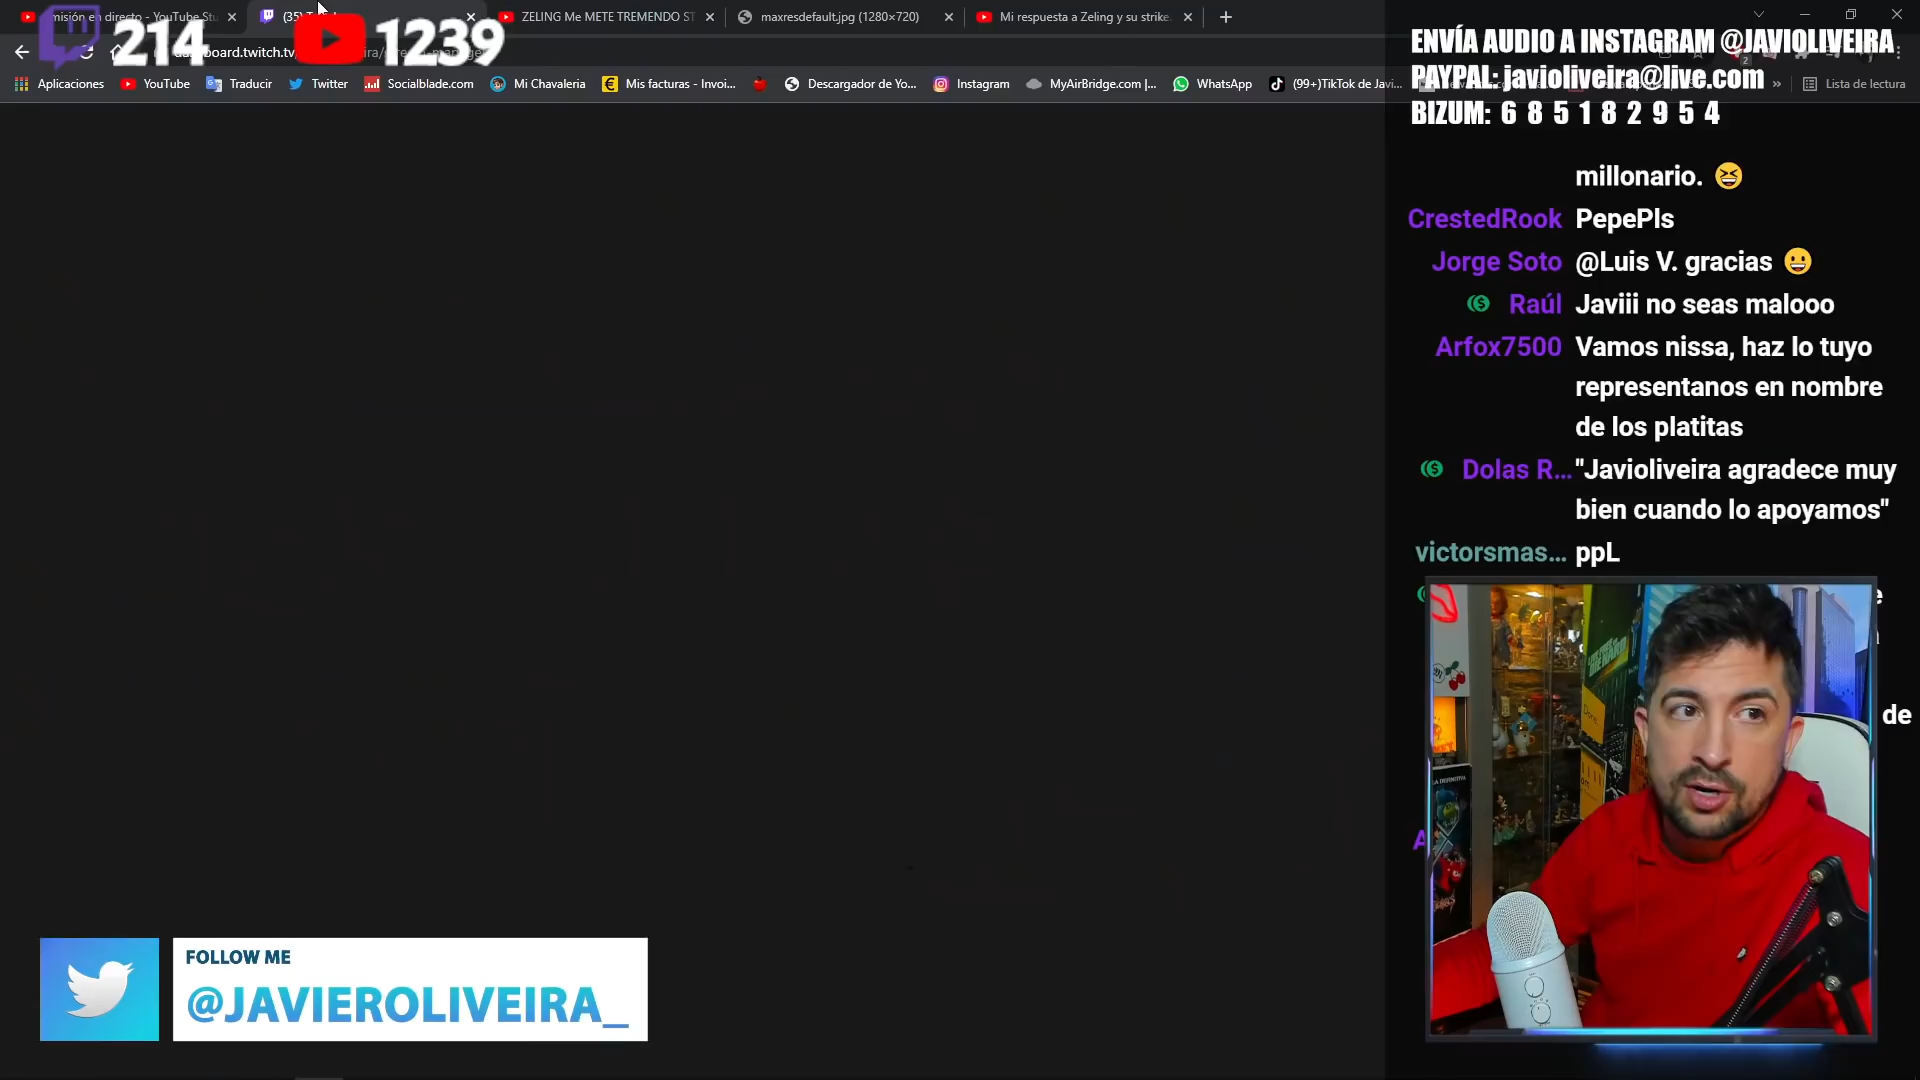 misión en directo - YouTube Stu
ZELING Me METE TREMENDO ST
maxresdefault.jpg (1280×720)
Mi respuesta a Zeling y su strike.
214
1239
board.twitch.tv
Aplicaciones
YouTube
Traducir
Twitter
Socialblade.com
Mi Chavaleria
Mis facturas - Invoi...
Descargador de Yo...
Instagram
MyAirBridge.com |...
WhatsApp
(99+)TikTok de Javi...
Lista de lectura
ENVÍA AUDIO A INSTAGRAM @JAVIOLIVEIRA
PAYPAL: javioliveira@live.com
BIZUM: 6 8 5 1 8 2 9 5 4
millonario. 😆
CrestedRook PepePls
Jorge Soto @Luis V. gracias 😀
Raúl Javiii no seas malooo
Arfox7500 Vamos nissa, haz lo tuyo
representanos en nombre
de los platitas
Dolas R... "Javioliveira agradece muy
bien cuando lo apoyamos"
victorsmas... ppL
de
FOLLOW ME
@JAVIEROLIVEIRA_